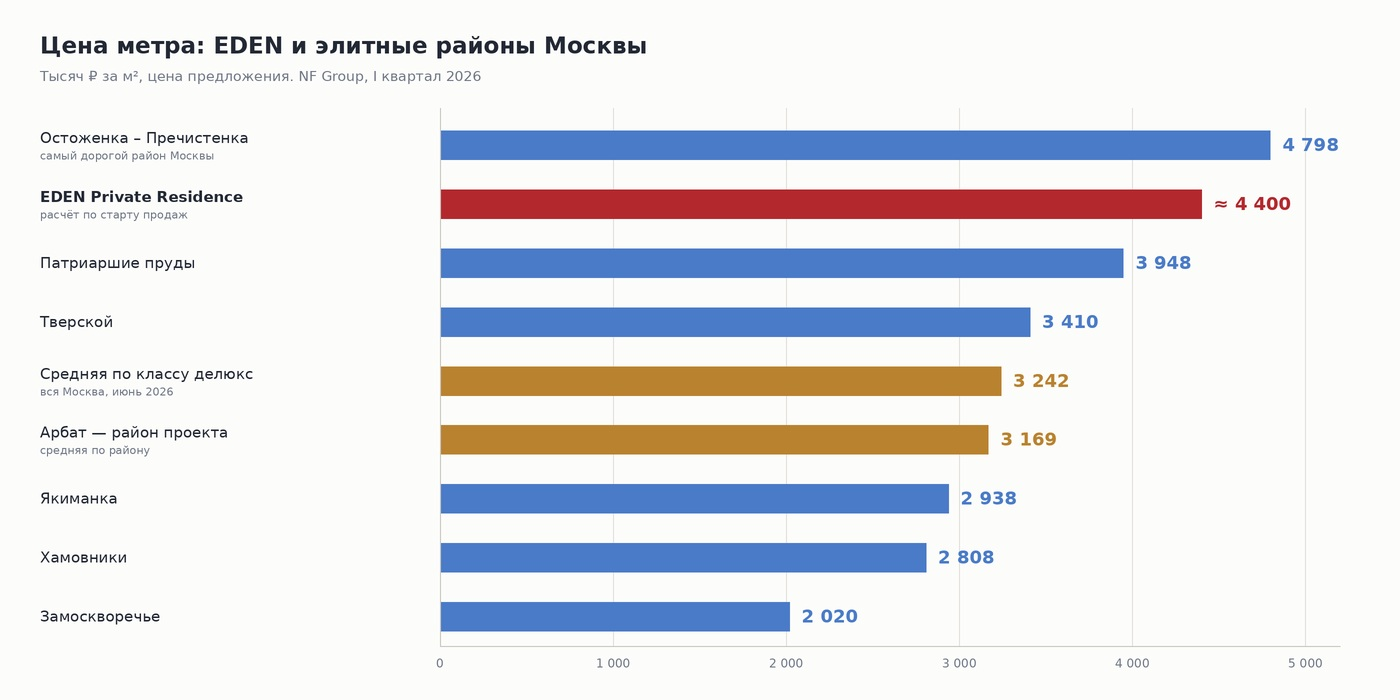 Цена метра: EDEN и элитные районы Москвы
Тысяч ₽ за м², цена предложения. NF Group, I квартал 2026
Остоженка – Пречистенка
самый дорогой район Москвы
4 798
EDEN Private Residence
расчёт по старту продаж
≈ 4 400
Патриаршие пруды
3 948
Тверской
3 410
Средняя по классу делюкс
вся Москва, июнь 2026
3 242
Арбат — район проекта
средняя по району
3 169
Якиманка
2 938
Хамовники
2 808
Замоскворечье
2 020
0 1 000 2 000 3 000 4 000 5 000